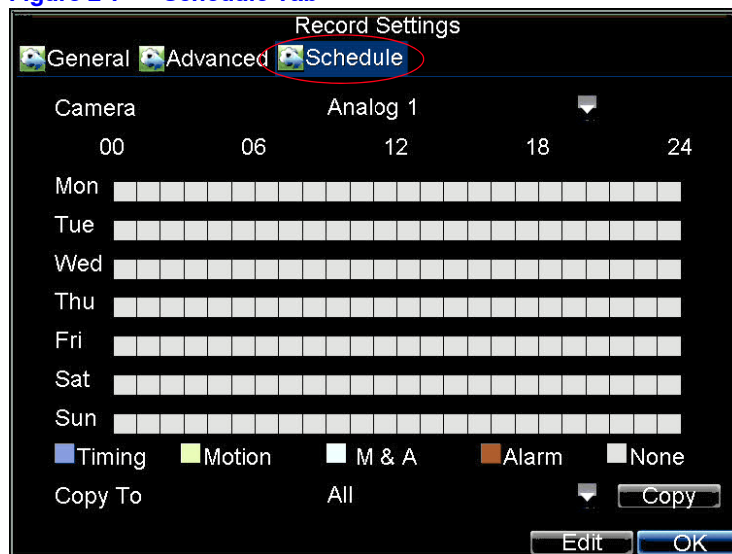 Record Settings
General Advanced Schedule
Camera Analog 1
00 06 12 18 24
Mon
Tue
Wed
Thu
Fri
Sat
Sun
Timing Motion M & A Alarm None
Copy To All Copy
Edit OK